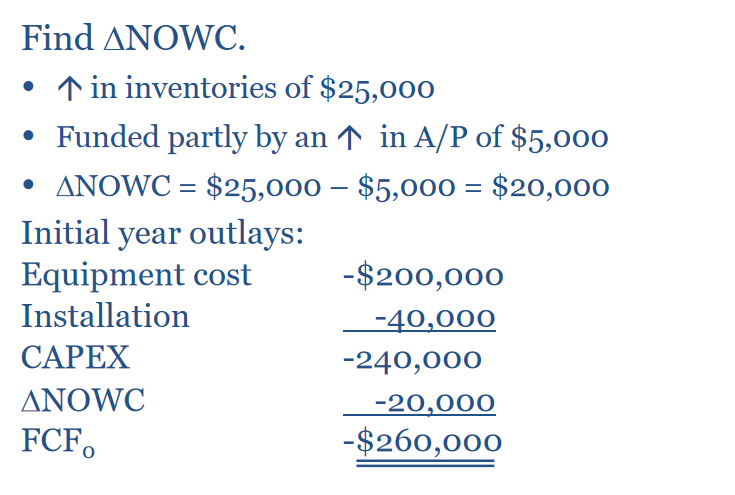 Find ΔNOWC.
• ↑ in inventories of $25,000
• Funded partly by an ↑ in A/P of $5,000
• ΔNOWC = $25,000 – $5,000 = $20,000
Initial year outlays:
Equipment cost -$200,000
Installation -40,000
CAPEX -240,000
ΔNOWC -20,000
FCF₀ -$260,000